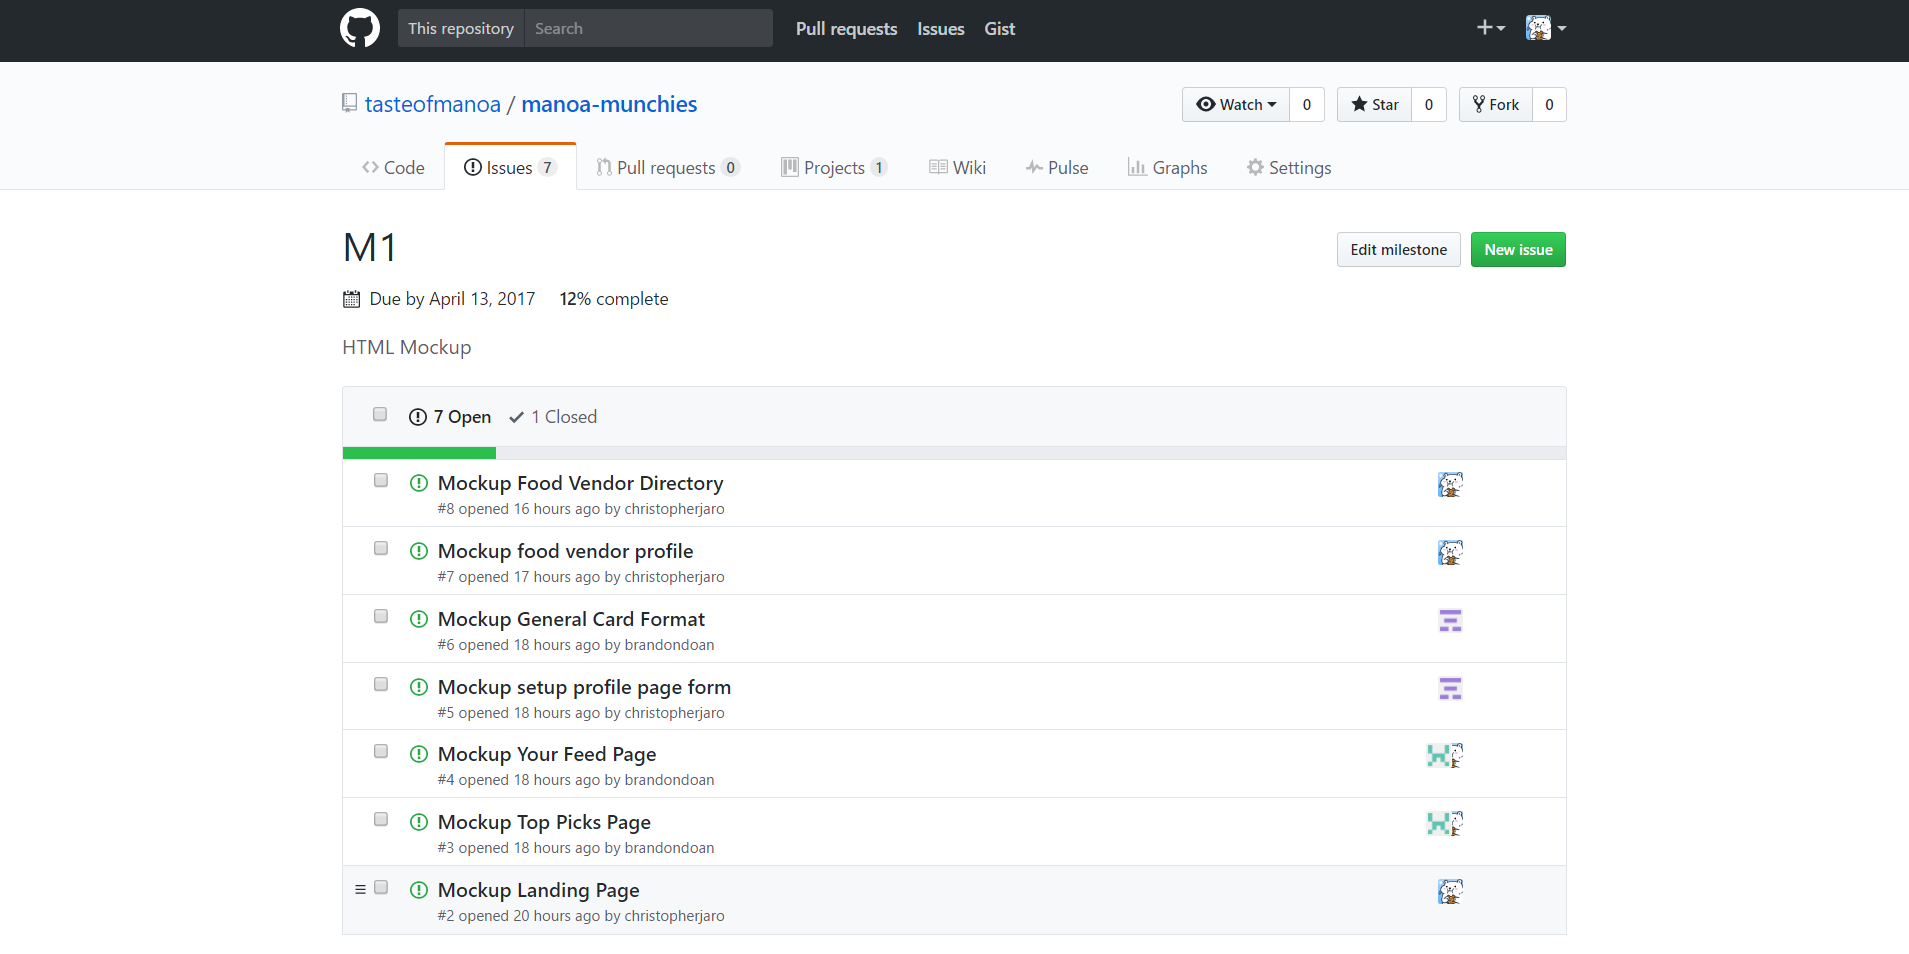 This repository Search Pull requests Issues Gist
tasteofmanoa / manoa-munchies Watch 0 Star 0 Fork 0
Code Issues 7 Pull requests 0 Projects 1 Wiki Pulse Graphs Settings
M1 Edit milestone New issue
Due by April 13, 2017 12% complete
HTML Mockup
7 Open 1 Closed
Mockup Food Vendor Directory
#8 opened 16 hours ago by christopherjaro
Mockup food vendor profile
#7 opened 17 hours ago by christopherjaro
Mockup General Card Format
#6 opened 18 hours ago by brandondoan
Mockup setup profile page form
#5 opened 18 hours ago by christopherjaro
Mockup Your Feed Page
#4 opened 18 hours ago by brandondoan
Mockup Top Picks Page
#3 opened 18 hours ago by brandondoan
Mockup Landing Page
#2 opened 20 hours ago by christopherjaro